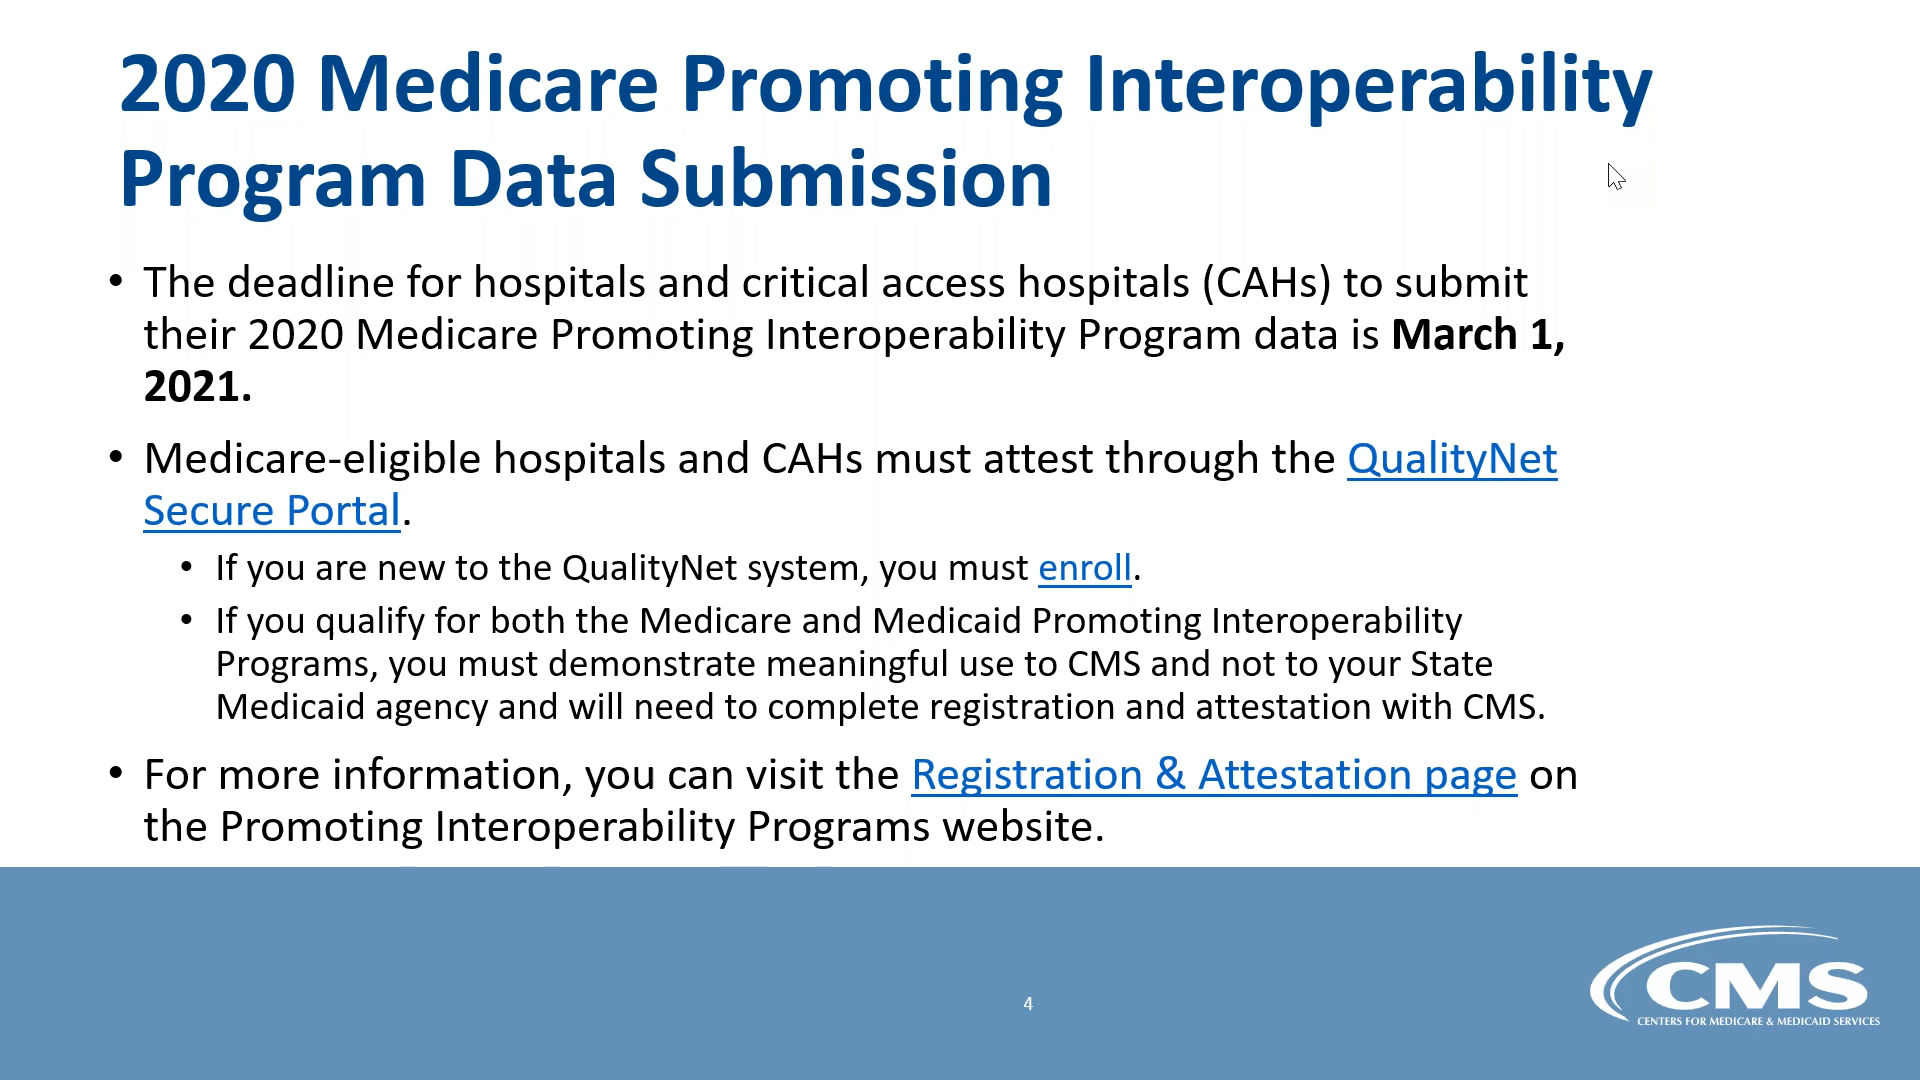 2020 Medicare Promoting Interoperability
Program Data Submission
• The deadline for hospitals and critical access hospitals (CAHs) to submit
their 2020 Medicare Promoting Interoperability Program data is March 1,
2021.
• Medicare-eligible hospitals and CAHs must attest through the QualityNet
Secure Portal.
• If you are new to the QualityNet system, you must enroll.
• If you qualify for both the Medicare and Medicaid Promoting Interoperability
Programs, you must demonstrate meaningful use to CMS and not to your State
Medicaid agency and will need to complete registration and attestation with CMS.
• For more information, you can visit the Registration & Attestation page on
the Promoting Interoperability Programs website.
4
CMS
CENTERS FOR MEDICARE & MEDICAID SERVICES